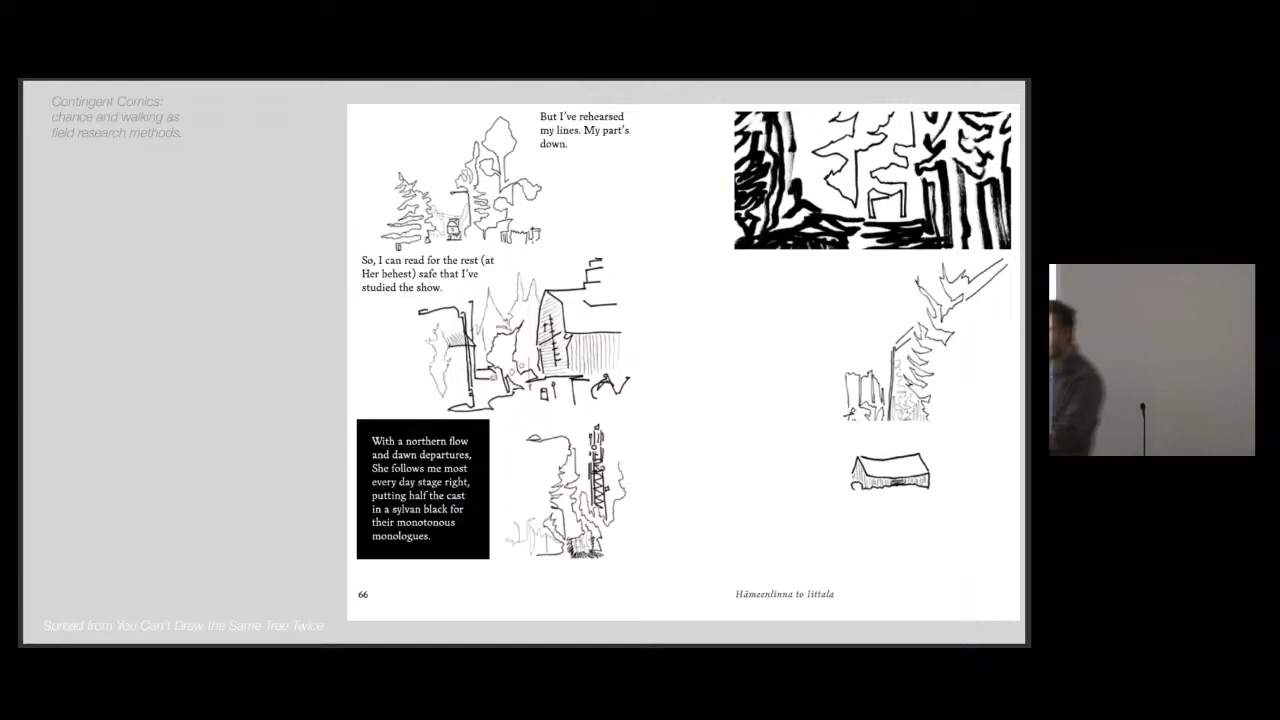 Contingent Comics:
chance and walking as
field research methods.
But I've rehearsed
my lines. My part's
down.
So, I can read for the rest (at
Her behest) safe that I've
studied the show.
With a northern flow
and dawn departures,
She follows me most
every day stage right,
putting half the cast
in a sylvan black for
their monotonous
monologues.
66
Hämeenlinna to Iittala
Spread from You Can't Draw the Same Tree Twice